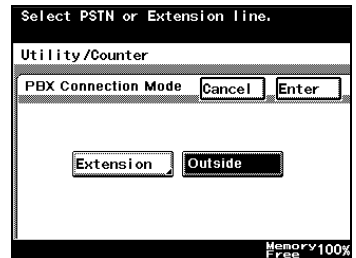 Select PSTN or Extension line.
Utility/Counter
PBX Connection Mode Cancel Enter
Extension Outside
Memory Free 100%